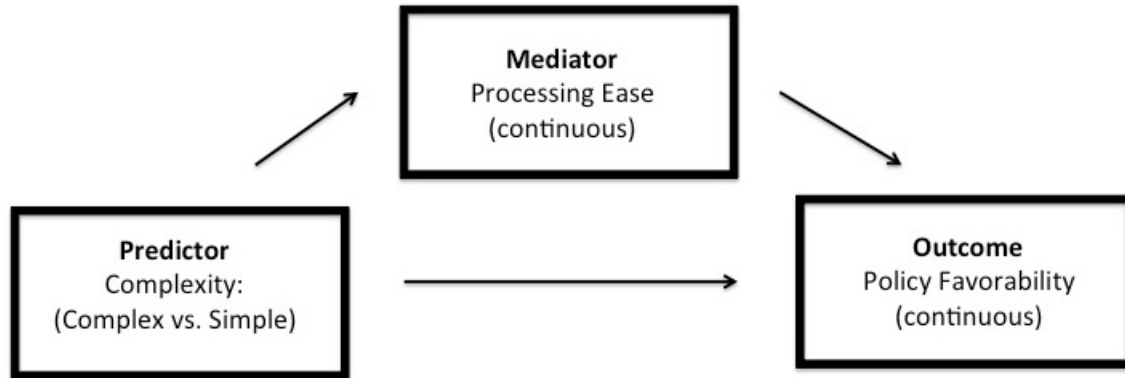 Mediator
Processing Ease
(continuous)
Predictor
Complexity:
(Complex vs. Simple)
Outcome
Policy Favorability
(continuous)